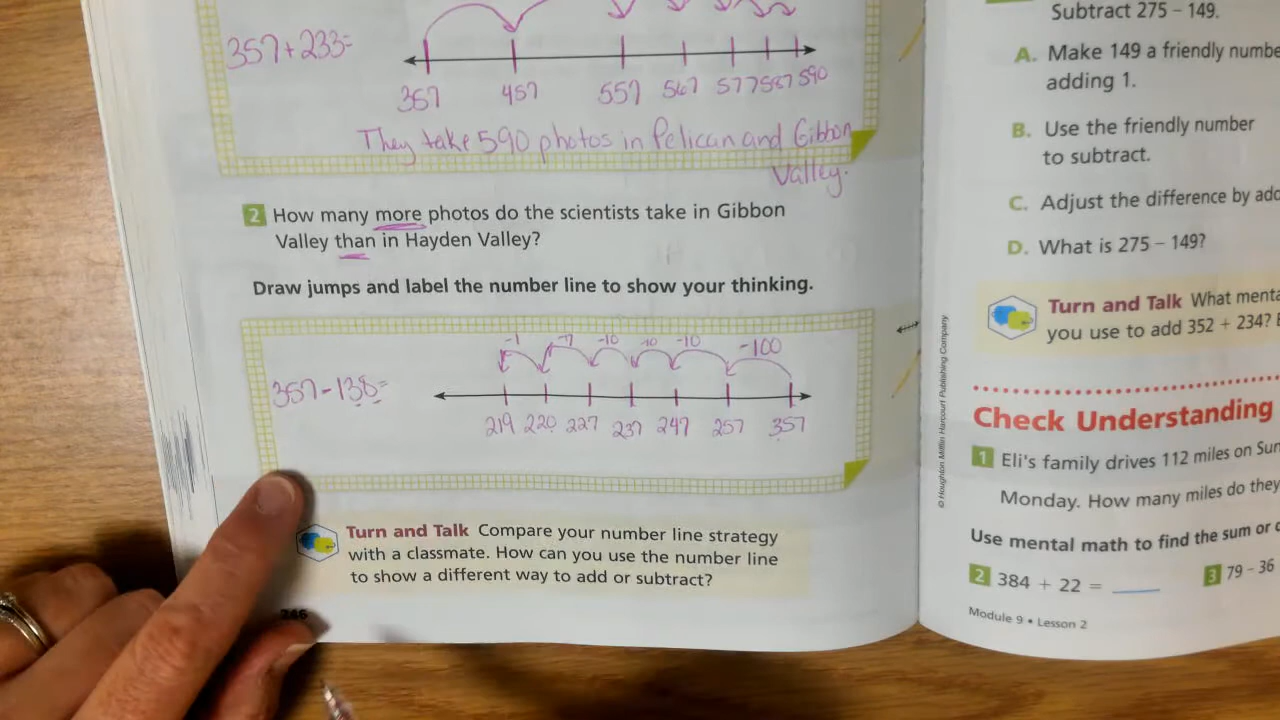 357+233=
357 457 557 567 577 587 590
They take 590 photos in Pelican and Gibbon
Valley.
2 How many more photos do the scientists take in Gibbon
Valley than in Hayden Valley?
Draw jumps and label the number line to show your thinking.
-1 -7 -10 -10 -10 -100
357-138=
219 220 227 237 247 257 357
Turn and Talk Compare your number line strategy
with a classmate. How can you use the number line
to show a different way to add or subtract?
246
© Houghton Mifflin Harcourt Publishing Company
Subtract 275 – 149.
A. Make 149 a friendly numbe
adding 1.
B. Use the friendly number
to subtract.
C. Adjust the difference by add
D. What is 275 – 149?
Turn and Talk What menta
you use to add 352 + 234?
Check Understanding
1 Eli's family drives 112 miles on Sun
Monday. How many miles do they
Use mental math to find the sum or d
2 384 + 22 = ____
3 79 – 36
Module 9 • Lesson 2